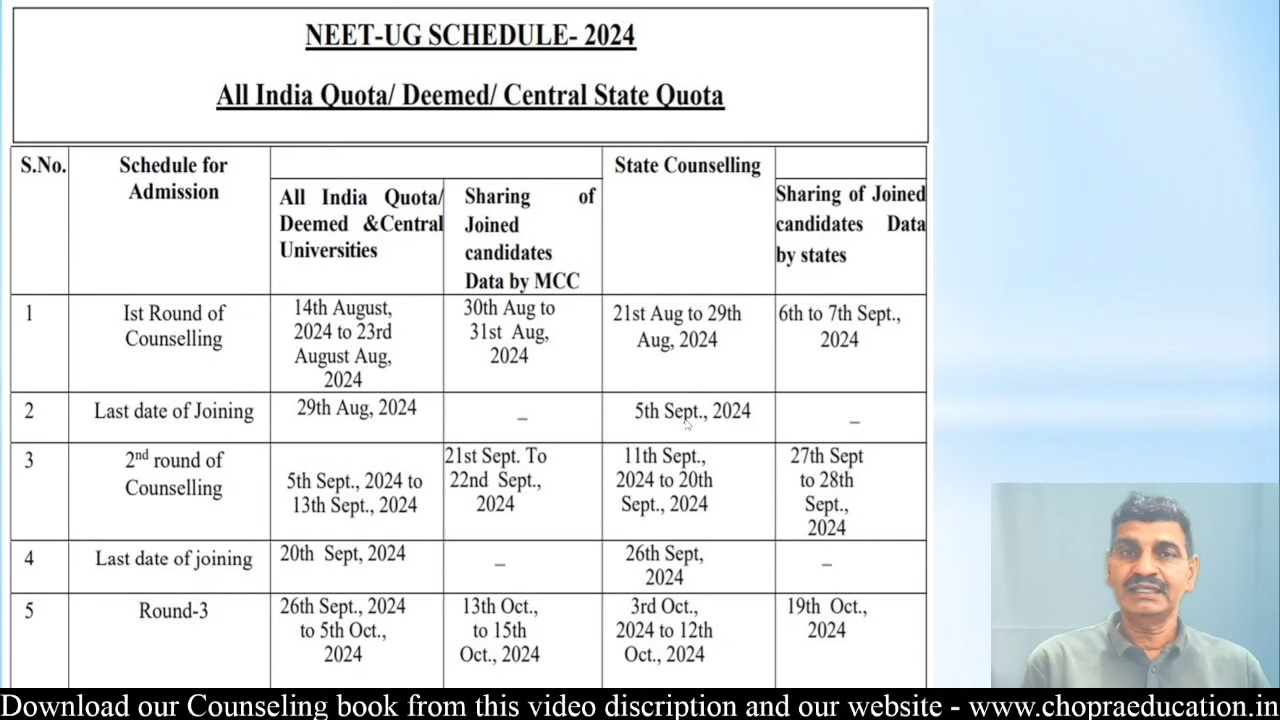 NEET-UG SCHEDULE- 2024
All India Quota/ Deemed/ Central State Quota
S.No.
Schedule for
Admission
All India Quota/
Deemed &Central
Universities
Sharing of
Joined
candidates
Data by MCC
State Counselling
Sharing of Joined
candidates Data
by states
1
Ist Round of
Counselling
14th August,
2024 to 23rd
August Aug,
2024
30th Aug to
31st Aug,
2024
21st Aug to 29th
Aug, 2024
6th to 7th Sept.,
2024
2
Last date of Joining
29th Aug, 2024
–
5th Sept., 2024
–
3
2nd round of
Counselling
5th Sept., 2024 to
13th Sept., 2024
21st Sept. To
22nd Sept.,
2024
11th Sept.,
2024 to 20th
Sept., 2024
27th Sept
to 28th
Sept.,
2024
4
Last date of joining
20th Sept, 2024
–
26th Sept,
2024
–
5
Round-3
26th Sept., 2024
to 5th Oct.,
2024
13th Oct.,
to 15th
Oct., 2024
3rd Oct.,
2024 to 12th
Oct., 2024
19th Oct.,
2024
Download our Counseling book from this video discription and our website - www.chopraeducation.in